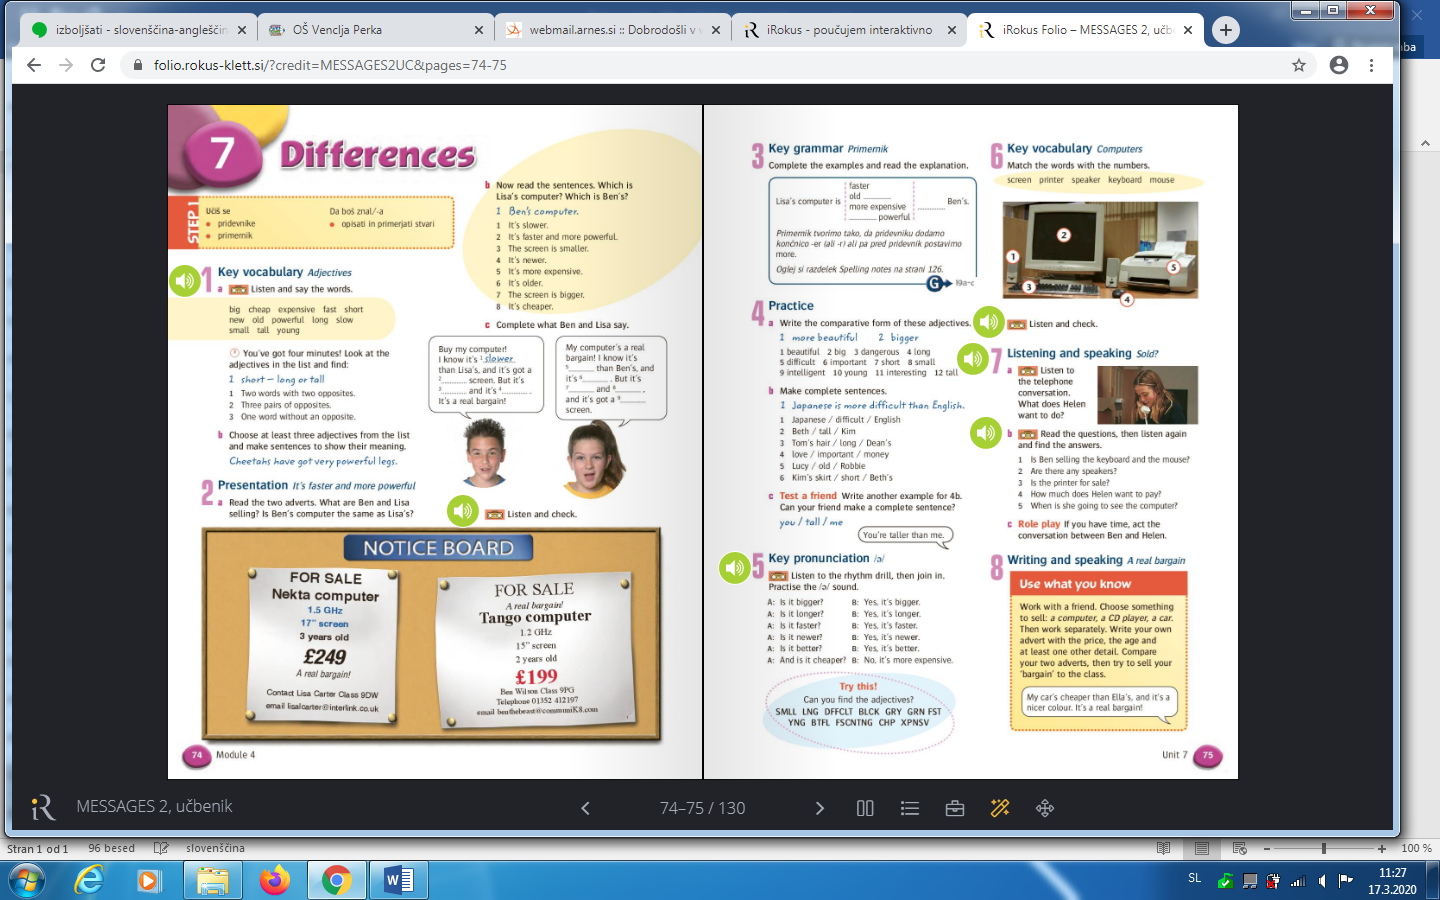 izboljšati - slovenščina-angleščin
OŠ Venclja Perka
webmail.arnes.si :: Dobrodošli v
iRokus - poučujem interaktivno
iRokus Folio – MESSAGES 2, učb
folio.rokus-klett.si/?credit=MESSAGES2UC&pages=74-75
7 Differences
STEP 1
Učiš se
pridevnike
primernik
Da boš znal/-a
opisati in primerjati stvari
1 Key vocabulary Adjectives
a Listen and say the words.
big cheap expensive fast short
new old powerful long slow
small tall young
You've got four minutes! Look at the
adjectives in the list and find:
1 short – long or tall
1 Two words with two opposites.
2 Three pairs of opposites.
3 One word without an opposite.
b Choose at least three adjectives from the list
and make sentences to show their meaning.
Cheetahs have got very powerful legs.
2 Presentation It's faster and more powerful
a Read the two adverts. What are Ben and Lisa
selling? Is Ben's computer the same as Lisa's?
b Now read the sentences. Which is
Lisa's computer? Which is Ben's?
1 Ben's computer.
1 It's slower.
2 It's faster and more powerful.
3 The screen is smaller.
4 It's newer.
5 It's more expensive.
6 It's older.
7 The screen is bigger.
8 It's cheaper.
c Complete what Ben and Lisa say.
Buy my computer!
I know it's 1 slower
than Lisa's, and it's got a
2______ screen. But it's
3______ and it's 4______.
It's a real bargain!
My computer's a real
bargain! I know it's
5______ than Ben's, and
it's 6______. But it's
7______ and 8______,
and it's got a 9______
screen.
Listen and check.
NOTICE BOARD
FOR SALE
Nekta computer
1.5 GHz
17" screen
3 years old
£249
A real bargain!
Contact Lisa Carter Class 9DW
email lisalcarter@interlink.co.uk
FOR SALE
A real bargain!
Tango computer
1.2 GHz
15" screen
2 years old
£199
Ben Wilson Class 9PG
Telephone 01352 412197
email benthebeast@communiK8.com
74 Module 4
3 Key grammar Primernik
Complete the examples and read the explanation.
Lisa's computer is
faster
old ______
more expensive
______ powerful
______ Ben's.
Primernik tvorimo tako, da pridevniku dodamo
končnico -er (ali -r) ali pa pred pridevnik postavimo
more.
Oglej si razdelek Spelling notes na strani 126.
G 19a-c
4 Practice
a Write the comparative form of these adjectives.
1 more beautiful 2 bigger
1 beautiful 2 big 3 dangerous 4 long
5 difficult 6 important 7 short 8 small
9 intelligent 10 young 11 interesting 12 tall
b Make complete sentences.
1 Japanese is more difficult than English.
1 Japanese / difficult / English
2 Beth / tall / Kim
3 Tom's hair / long / Dean's
4 love / important / money
5 Lucy / old / Robbie
6 Kim's skirt / short / Beth's
c Test a friend Write another example for 4b.
Can your friend make a complete sentence?
you / tall / me
You're taller than me.
5 Key pronunciation /ə/
Listen to the rhythm drill, then join in.
Practise the /ə/ sound.
A: Is it bigger? B: Yes, it's bigger.
A: Is it longer? B: Yes, it's longer.
A: Is it faster? B: Yes, it's faster.
A: Is it newer? B: Yes, it's newer.
A: Is it better? B: Yes, it's better.
A: And is it cheaper? B: No, it's more expensive.
Try this!
Can you find the adjectives?
SMLL LNG DFFCLT BLCK GRY GRN FST
YNG BTFL FSCNTNG CHP XPNSV
6 Key vocabulary Computers
Match the words with the numbers.
screen printer speaker keyboard mouse
1
2
3
4
5
Listen and check.
7 Listening and speaking Sold?
a Listen to
the telephone
conversation.
What does Helen
want to do?
b Read the questions, then listen again
and find the answers.
1 Is Ben selling the keyboard and the mouse?
2 Are there any speakers?
3 Is the printer for sale?
4 How much does Helen want to pay?
5 When is she going to see the computer?
c Role play If you have time, act the
conversation between Ben and Helen.
8 Writing and speaking A real bargain
Use what you know
Work with a friend. Choose something
to sell: a computer, a CD player, a car.
Then work separately. Write your own
advert with the price, the age and
at least one other detail. Compare
your two adverts, then try to sell your
'bargain' to the class.
My car's cheaper than Ella's, and it's a
nicer colour. It's a real bargain!
Unit 7 75
iR MESSAGES 2, učbenik
74–75 / 130
Stran 1 od 1 96 besed slovenščina
100 %
SL
11:27
17.3.2020